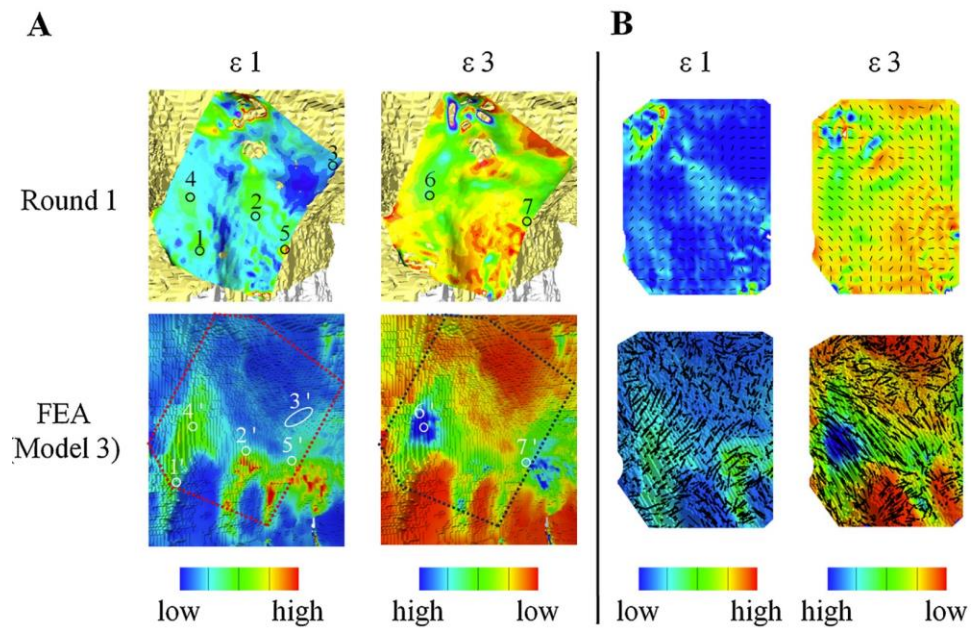 A
B
ε 1
ε 3
ε 1
ε 3
Round 1
3
4
2
1
5
6
7
FEA
(Model 3)
3'
4'
2'
5'
1'
6'
7'
low high
high low
low high
high low